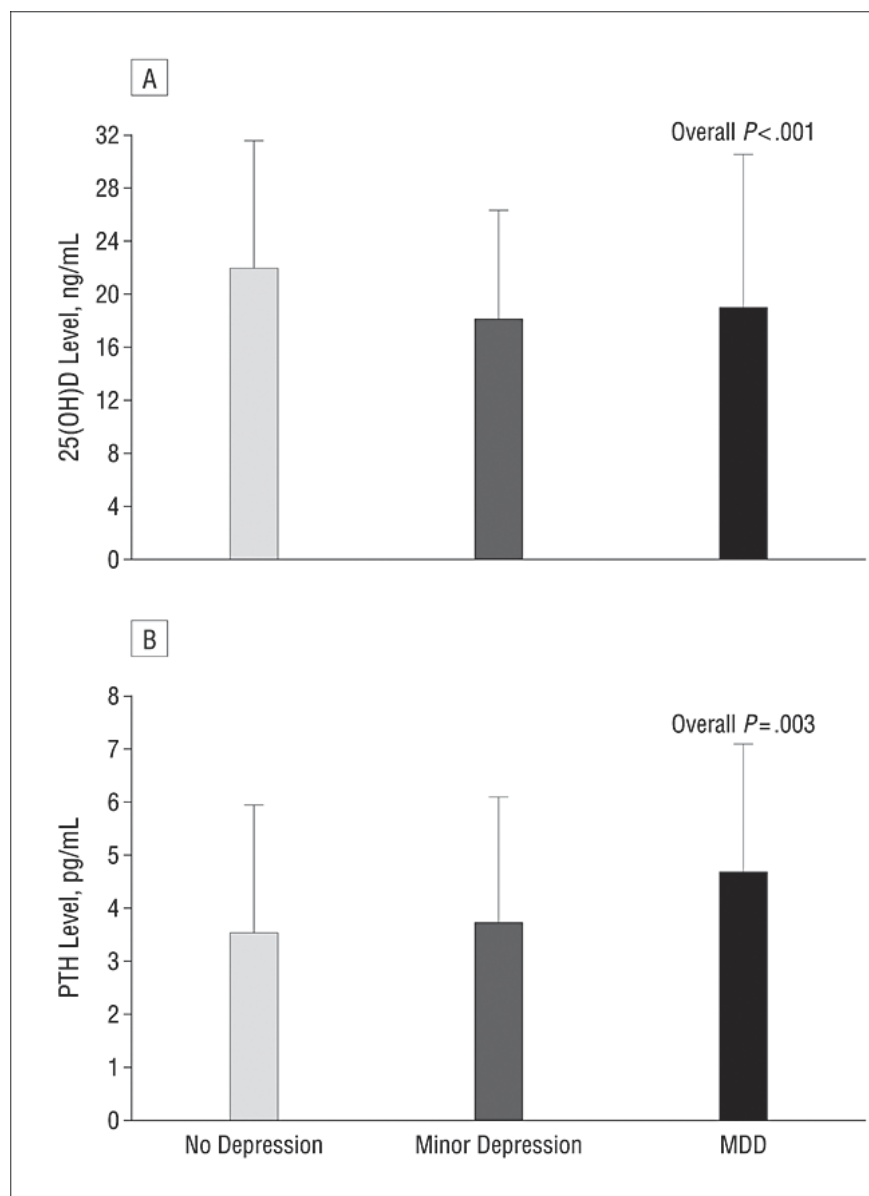 A
Overall P<.001
25(OH)D Level, ng/mL
32
28
24
20
16
12
8
4
0
B
Overall P=.003
PTH Level, pg/mL
8
7
6
5
4
3
2
1
0
No Depression
Minor Depression
MDD